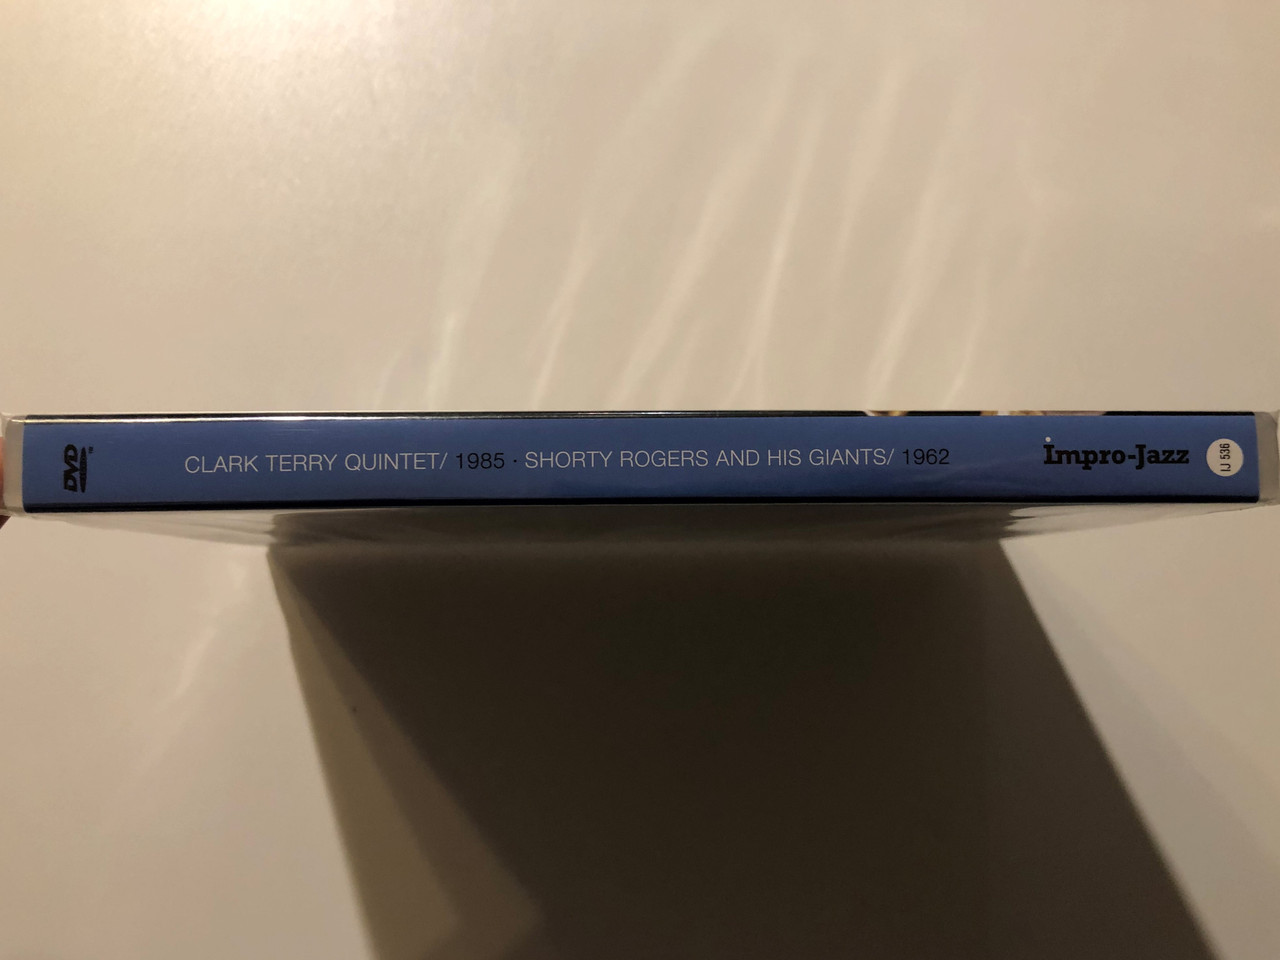 DVD
CLARK TERRY QUINTET/ 1985 · SHORTY ROGERS AND HIS GIANTS/ 1962
impro-Jazz
IJ 536